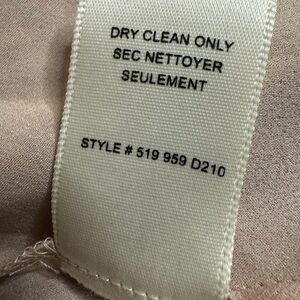 DRY CLEAN ONLY
SEC NETTOYER
SEULEMENT
STYLE # 519 959 D210